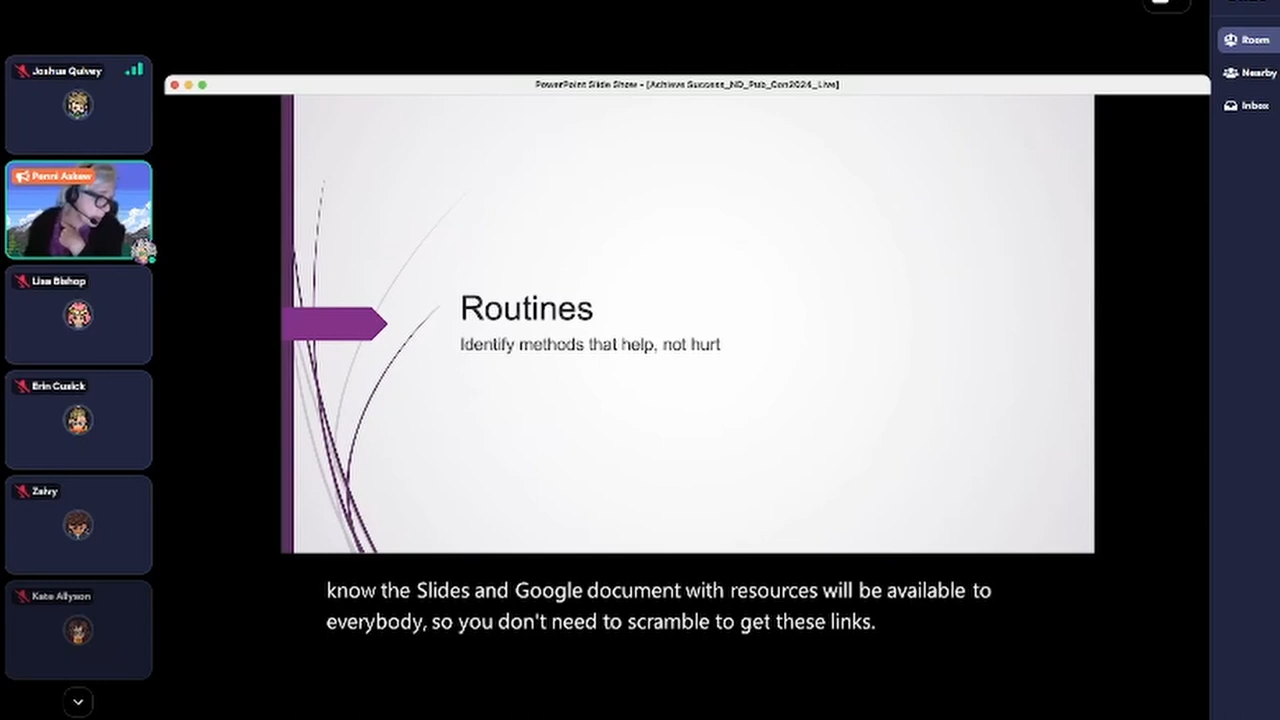 Room
Nearby
Inbox
Joshua Quivey
Penni Askew
Lisa Bishop
Erin Cusick
Zelvy
Kate Allyson
PowerPoint Slide Show - [Achieve Success_ND_Pub_Con2024_Live]
Routines
Identify methods that help, not hurt
know the Slides and Google document with resources will be available to
everybody, so you don't need to scramble to get these links.